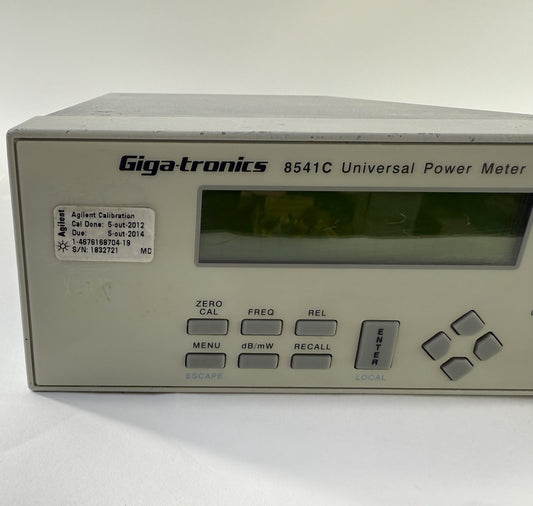 Giga-tronics 8541C Universal Power Meter
Agilent
Agilent Calibration
Cal Done: 5-out-2012
Due: 5-out-2014
1-4676168704-19
S/N: 1832721 MC
ZERO
CAL
FREQ
REL
MENU
dB/mW
RECALL
ENTER
ESCAPE
LOCAL